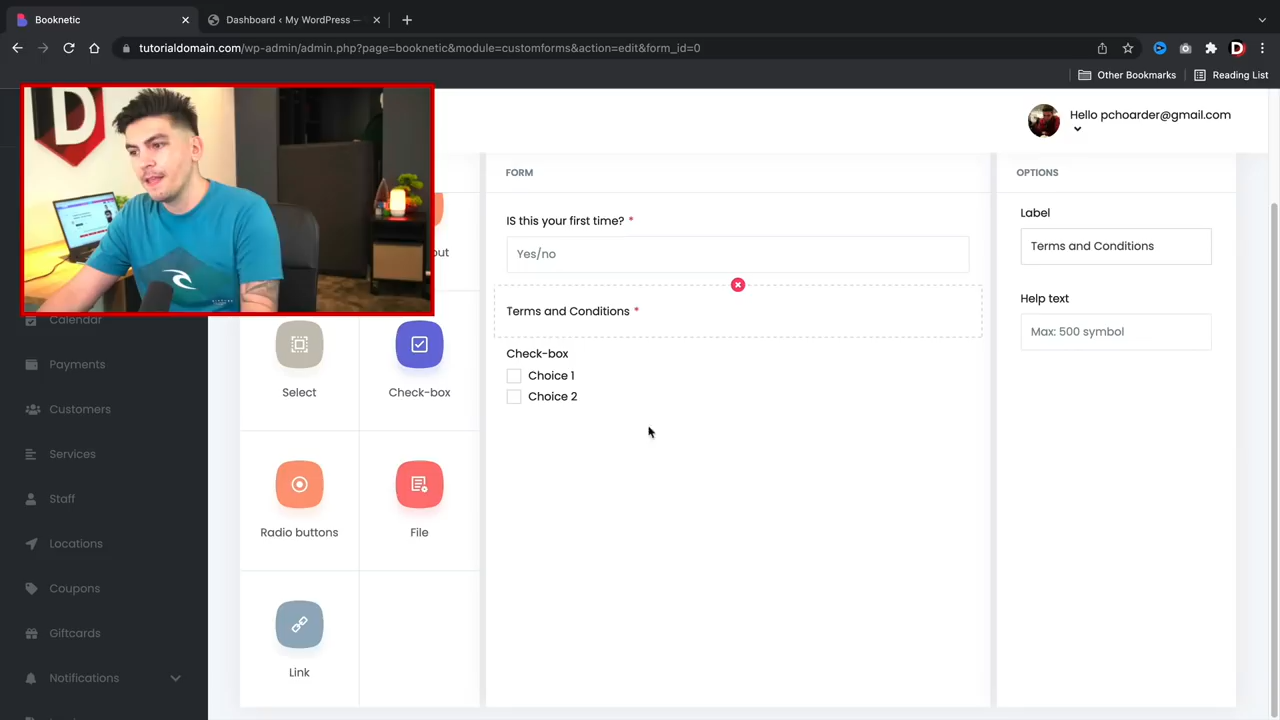 Booknetic
Dashboard ‹ My WordPress —
tutorialdomain.com/wp-admin/admin.php?page=booknetic&module=customforms&action=edit&form_id=0
Other Bookmarks
Reading List
Hello pchoarder@gmail.com
Calendar
Payments
Customers
Services
Staff
Locations
Coupons
Giftcards
Notifications
out
Select
Check-box
Radio buttons
File
Link
FORM
IS this your first time? *
Yes/no
Terms and Conditions *
Check-box
Choice 1
Choice 2
OPTIONS
Label
Terms and Conditions
Help text
Max: 500 symbol